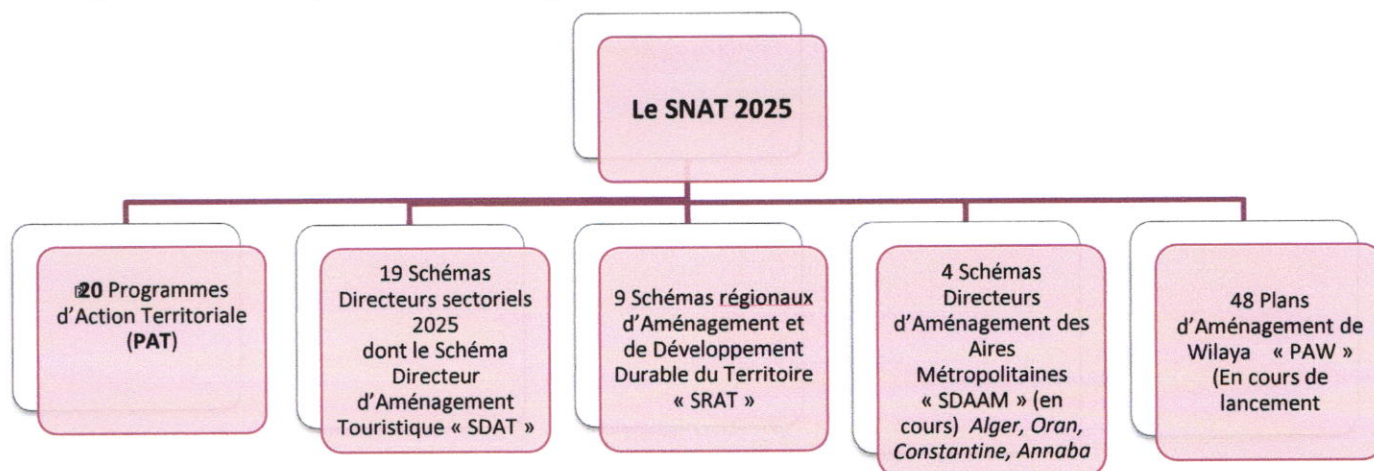 Le SNAT 2025
20 Programmes
d'Action Territoriale
(PAT)
19 Schémas
Directeurs sectoriels
2025
dont le Schéma
Directeur
d'Aménagement
Touristique « SDAT »
9 Schémas régionaux
d'Aménagement et
de Développement
Durable du Territoire
« SRAT »
4 Schémas
Directeurs
d'Aménagement des
Aires
Métropolitaines
« SDAAM » (en
cours) Alger, Oran,
Constantine, Annaba
48 Plans
d'Aménagement de
Wilaya « PAW »
(En cours de
lancement